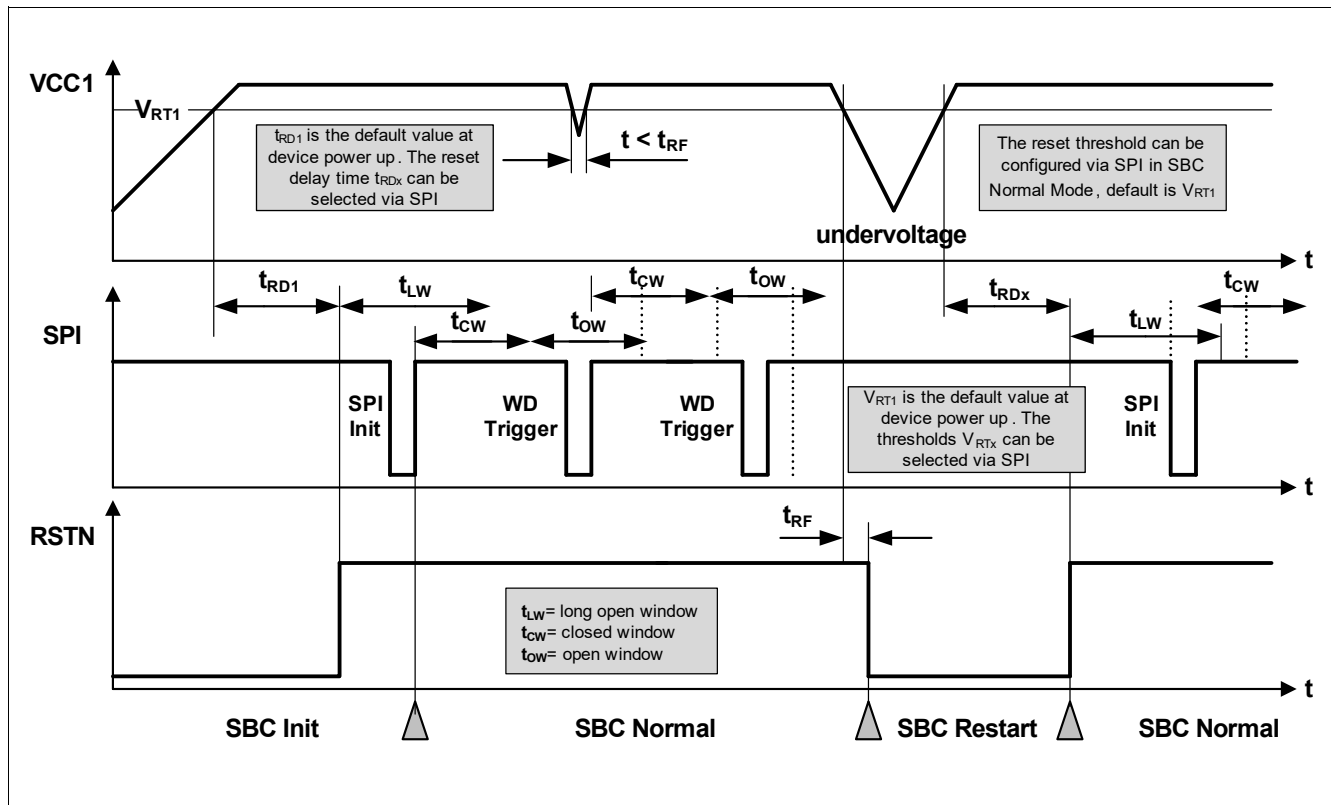 VCC1
VRT1
tRD1 is the default value at
device power up . The reset
delay time tRDx can be
selected via SPI
t < tRF
The reset threshold can be
configured via SPI in SBC
Normal Mode , default is VRT1
undervoltage
t
tRD1
tLW
tCW
tOW
tRDx
tCW
SPI
tCW
tOW
tLW
SPI
Init
WD
Trigger
WD
Trigger
VRT1 is the default value at
device power up . The
thresholds VRTx can be
selected via SPI
SPI
Init
t
RSTN
tRF
tLW= long open window
tCW= closed window
tOW= open window
t
SBC Init
SBC Normal
SBC Restart
SBC Normal